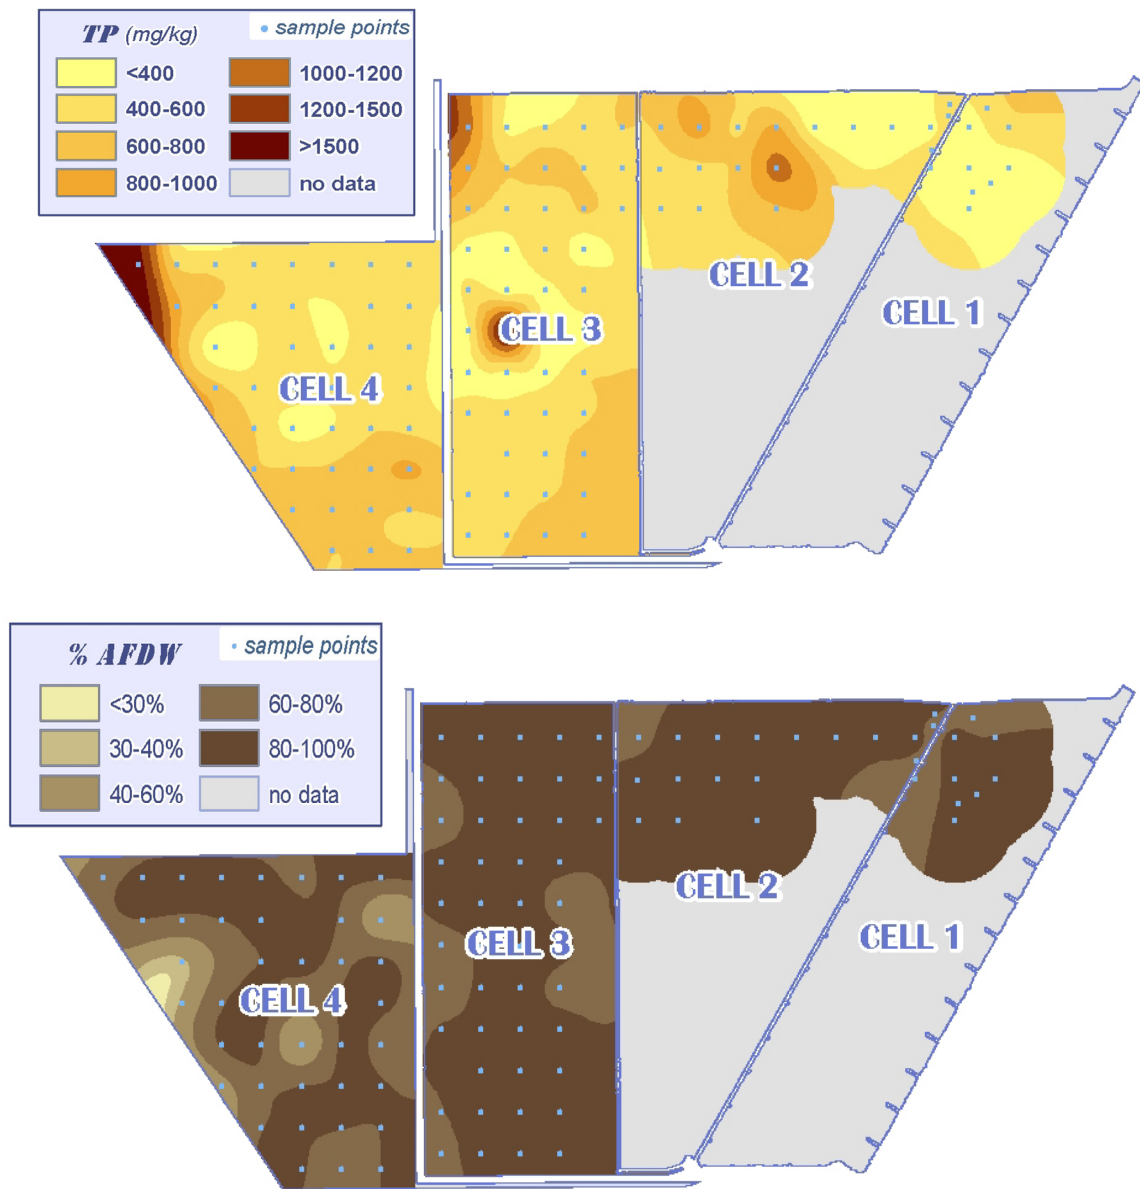 TP (mg/kg)
sample points
<400
1000-1200
400-600
1200-1500
600-800
>1500
800-1000
no data
CELL 2
CELL 1
CELL 3
CELL 4
% AFDW
sample points
<30%
60-80%
30-40%
80-100%
40-60%
no data
CELL 2
CELL 1
CELL 3
CELL 4